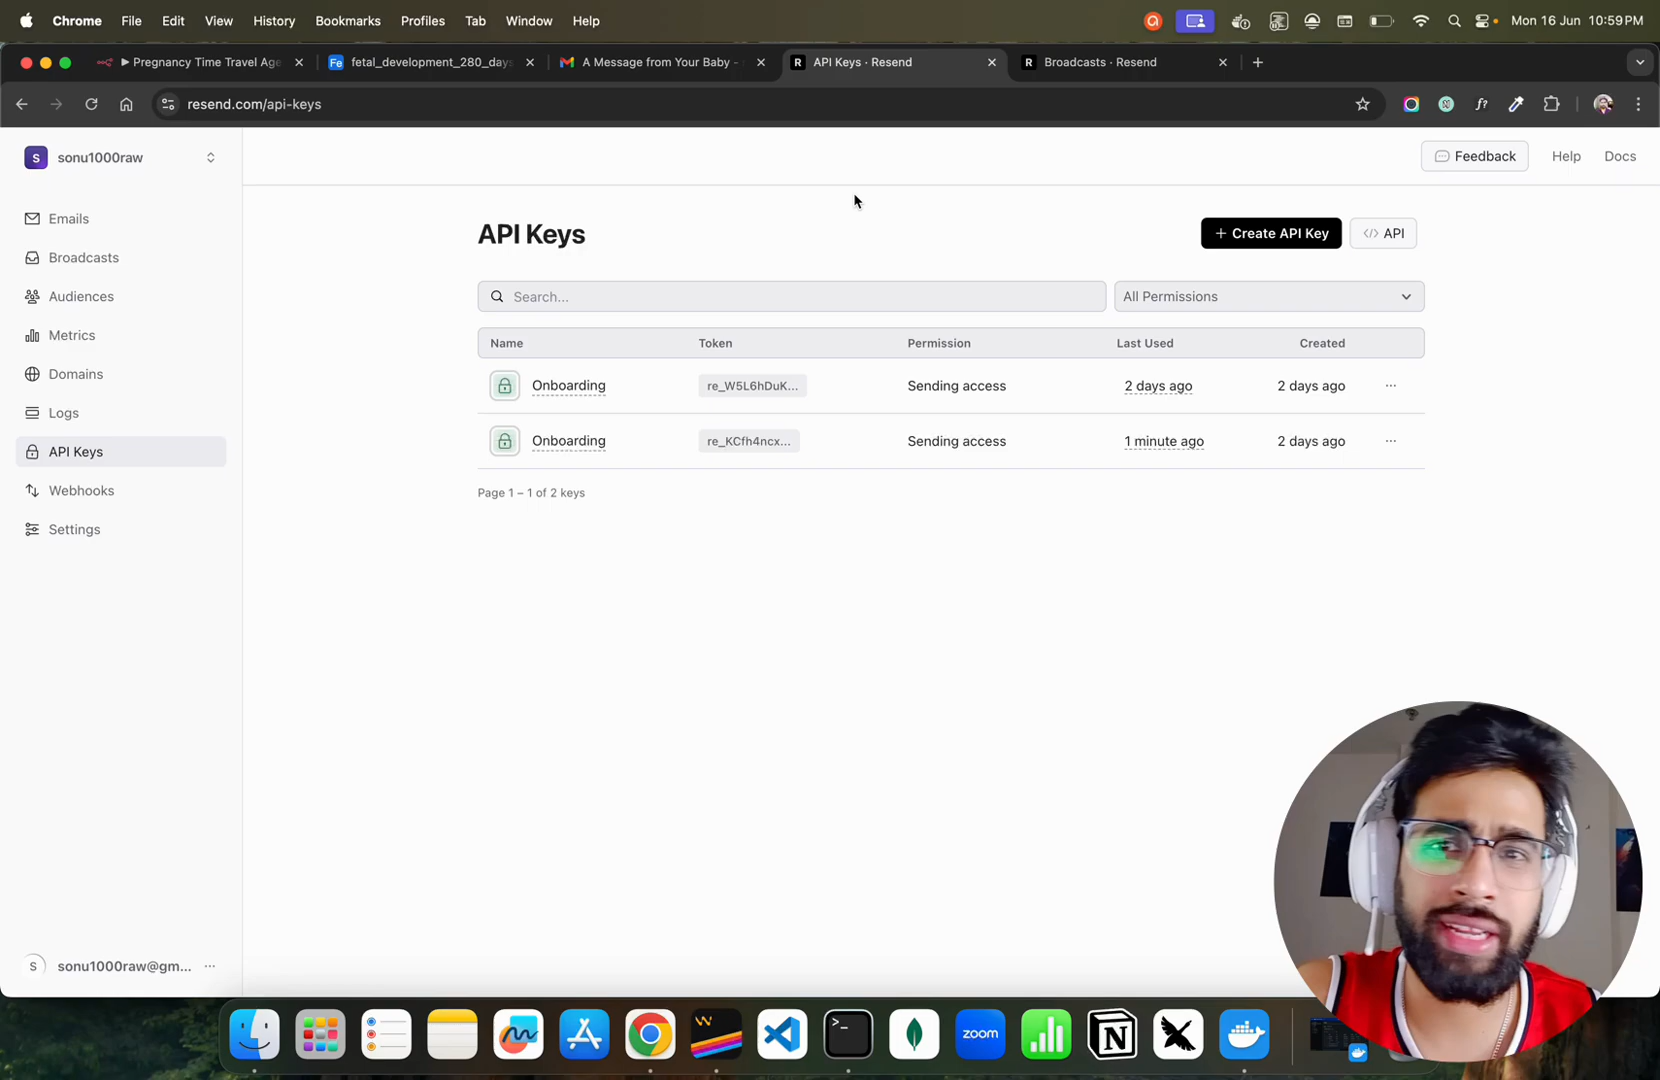 Chrome File Edit View History Bookmarks Profiles Tab Window Help Mon 16 Jun 10:59 PM
Pregnancy Time Travel Age fetal_development_280_days A Message from Your Baby - API Keys · Resend Broadcasts · Resend
resend.com/api-keys
S sonu1000raw
Feedback Help Docs
Emails
Broadcasts
Audiences
Metrics
Domains
Logs
API Keys
Webhooks
Settings
S sonu1000raw@gm... ...
API Keys
+ Create API Key </> API
Search... All Permissions
Name Token Permission Last Used Created
Onboarding re_W5L6hDuK... Sending access 2 days ago 2 days ago ...
Onboarding re_KCfh4ncx... Sending access 1 minute ago 2 days ago ...
Page 1 – 1 of 2 keys
zoom